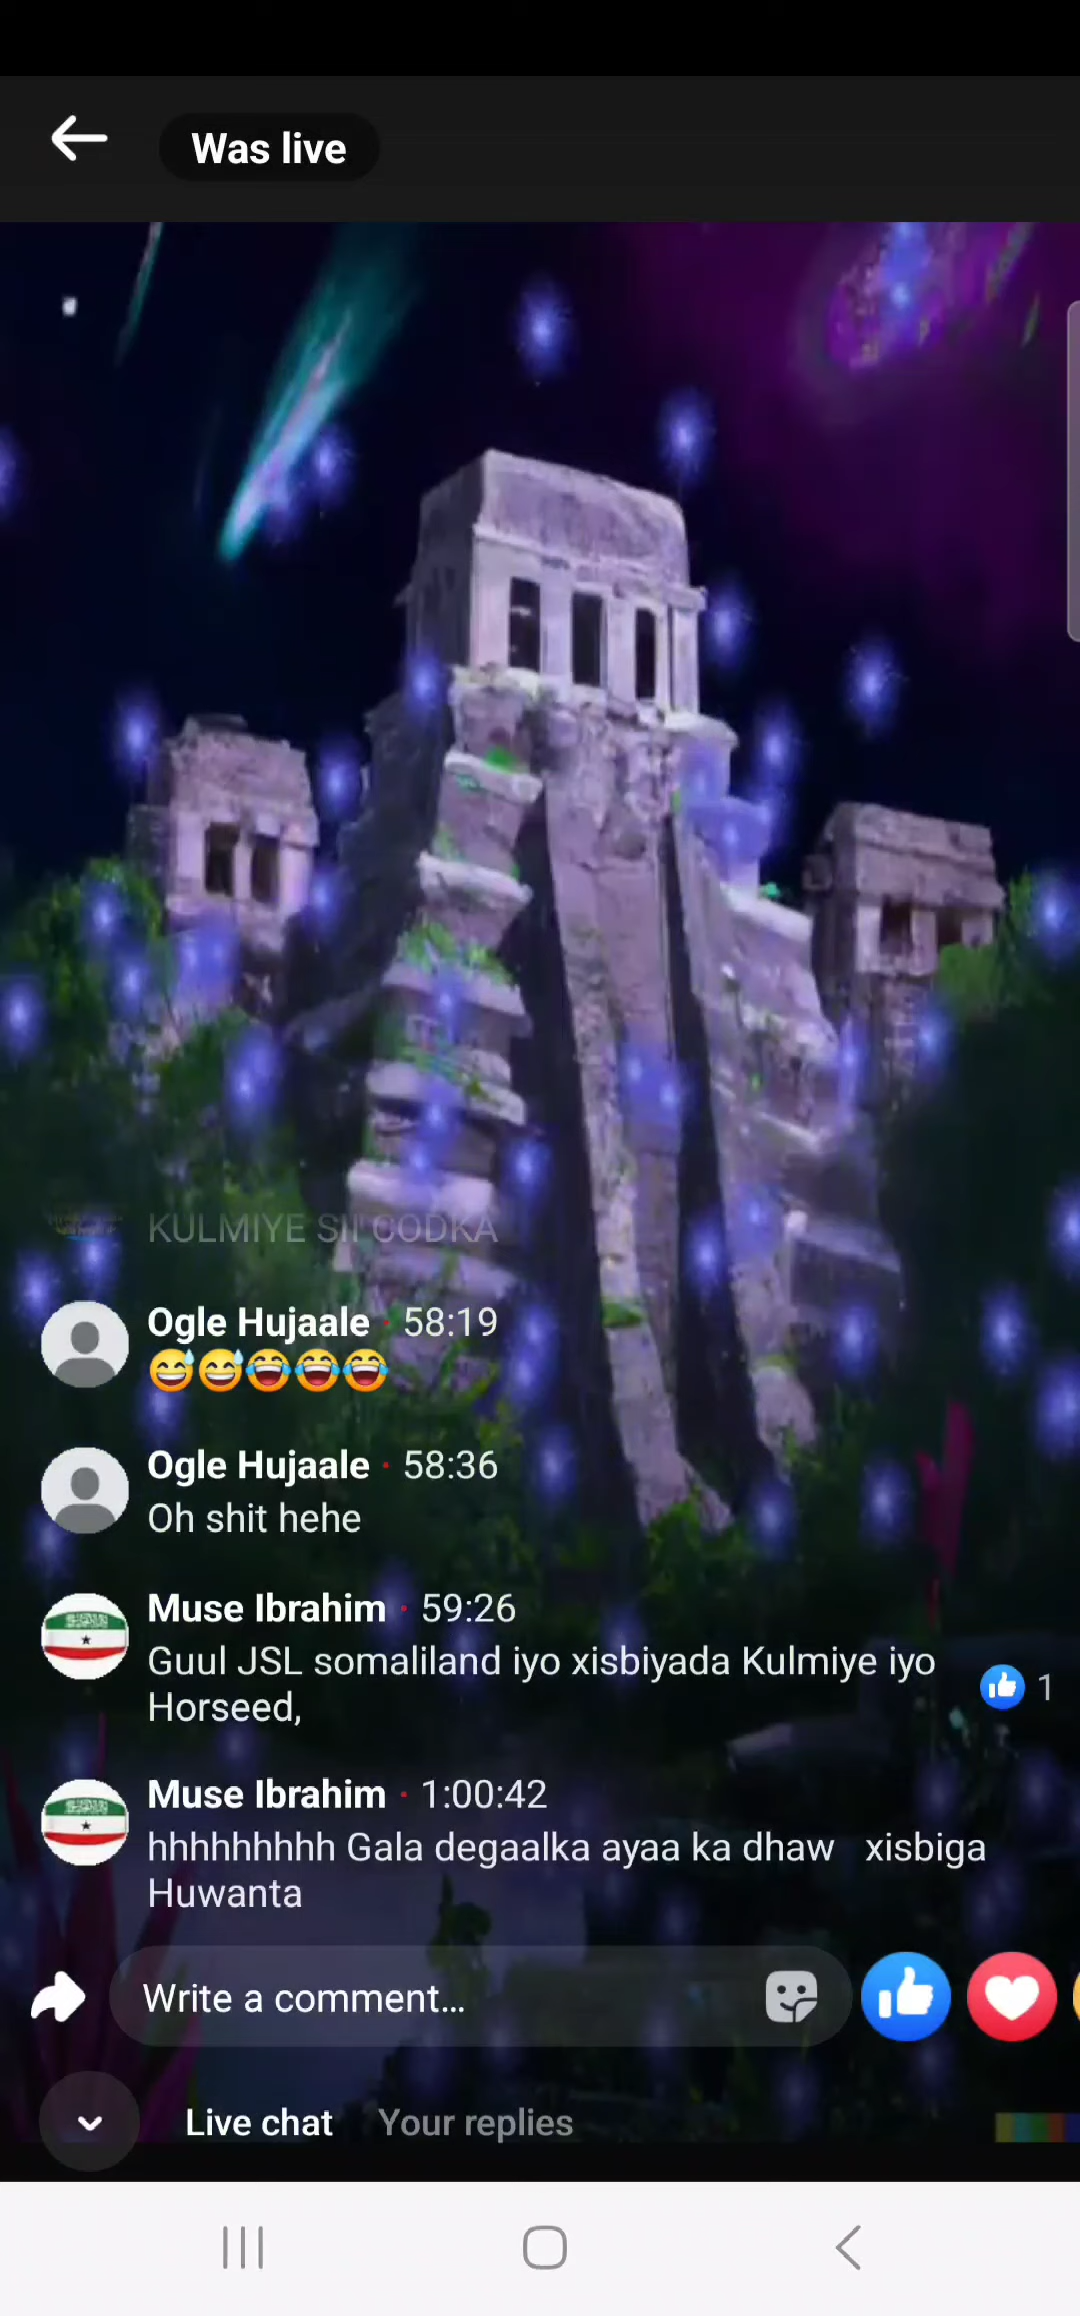 Was live
KULMIYE SII CODKA
Ogle Hujaale · 58:19
😅😅😂😂😂
Ogle Hujaale · 58:36
Oh shit hehe
Muse Ibrahim · 59:26
Guul JSL somaliland iyo xisbiyada Kulmiye iyo
Horseed,
1
Muse Ibrahim · 1:00:42
hhhhhhhhh Gala degaalka ayaa ka dhaw xisbiga
Huwanta
Write a comment...
Live chat Your replies